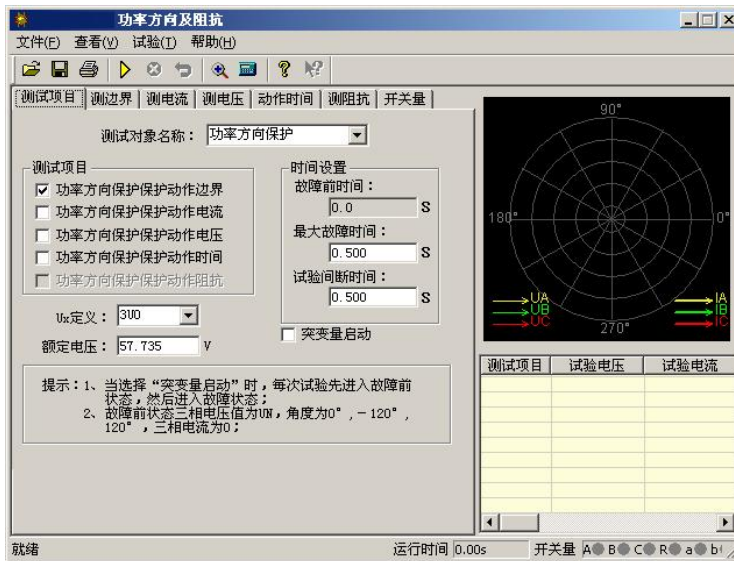 功率方向及阻抗
文件(F) 查看(V) 试验(T) 帮助(H)
测试项目 测边界 测电流 测电压 动作时间 测阻抗 开关量
测试对象名称： 功率方向保护
测试项目
功率方向保护保护动作边界
功率方向保护保护动作电流
功率方向保护保护动作电压
功率方向保护保护动作时间
功率方向保护保护动作阻抗
时间设置
故障前时间：
0.0 S
最大故障时间：
0.500 S
试验间断时间：
0.500 S
Ux定义： 3U0
额定电压： 57.735 V
突变量启动
提示：1、当选择“突变量启动”时，每次试验先进入故障前
状态，然后进入故障状态；
2、故障前状态三相电压值为UN，角度为0°,－120°,
120°，三相电流为0；
90°
180° 0°
270°
UA IA
UB IB
UC IC
测试项目 试验电压 试验电流
就绪 运行时间 0.00s 开关量 A B C R a b